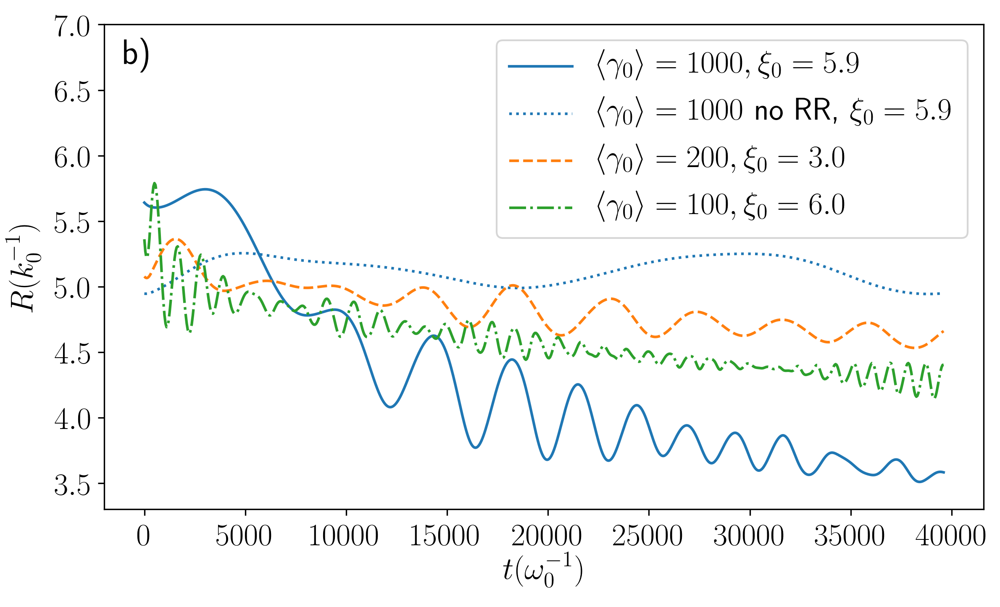 b)
7.0
6.5
6.0
5.5
5.0
4.5
4.0
3.5
R(k₀⁻¹)
⟨γ₀⟩ = 1000, ξ₀ = 5.9
⟨γ₀⟩ = 1000 no RR, ξ₀ = 5.9
⟨γ₀⟩ = 200, ξ₀ = 3.0
⟨γ₀⟩ = 100, ξ₀ = 6.0
0 5000 10000 15000 20000 25000 30000 35000 40000
t(ω₀⁻¹)